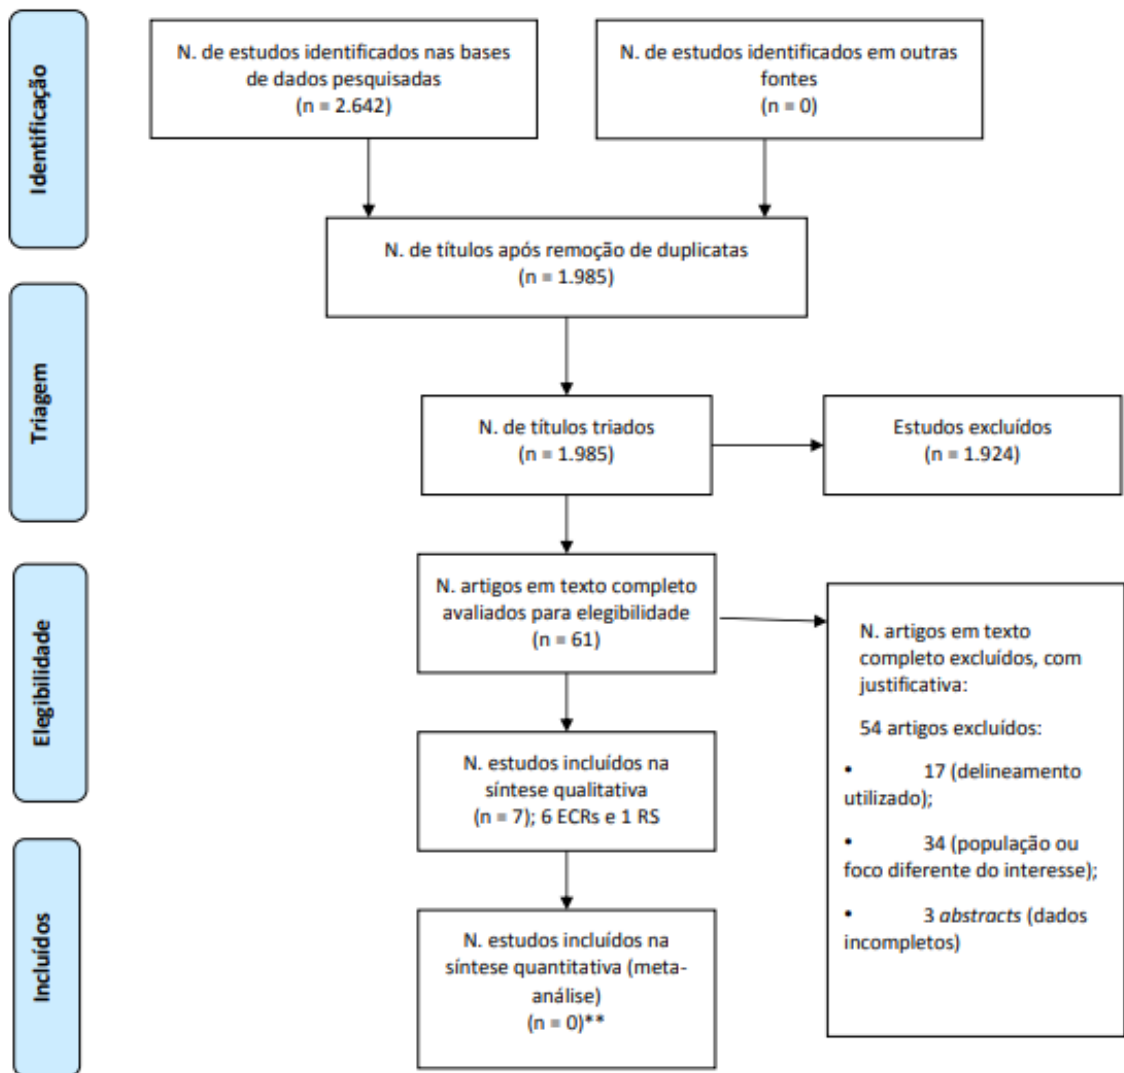 Identificação
N. de estudos identificados nas bases
de dados pesquisadas
(n = 2.642)
N. de estudos identificados em outras
fontes
(n = 0)
N. de títulos após remoção de duplicatas
(n = 1.985)
Triagem
N. de títulos triados
(n = 1.985)
Estudos excluídos
(n = 1.924)
Elegibilidade
N. artigos em texto completo
avaliados para elegibilidade
(n = 61)
N. artigos em texto
completo excluídos, com
justificativa:
54 artigos excluídos:
• 17 (delineamento
utilizado);
• 34 (população ou
foco diferente do interesse);
• 3 abstracts (dados
incompletos)
N. estudos incluídos na
síntese qualitativa
(n = 7); 6 ECRs e 1 RS
Incluídos
N. estudos incluídos na
síntese quantitativa (meta-
análise)
(n = 0)**